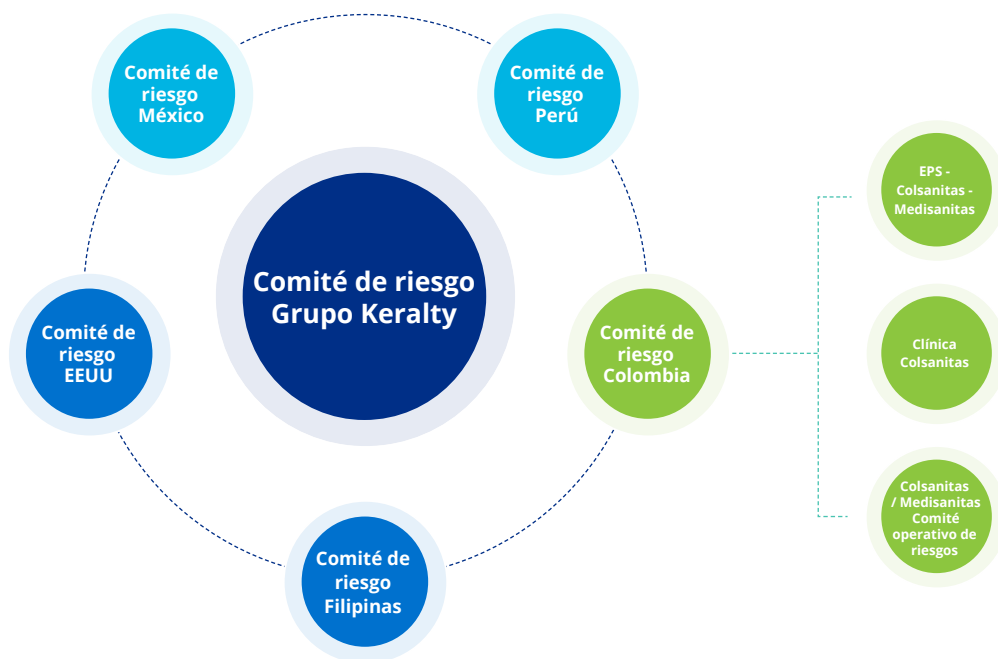 Comité de
riesgo
México
Comité de
riesgo
Perú
EPS -
Colsanitas -
Medisanitas
Comité de riesgo
Grupo Keralty
Comité de
riesgo
EEUU
Comité de
riesgo
Colombia
Clínica
Colsanitas
Colsanitas
/ Medisanitas
Comité
operativo de
riesgos
Comité de
riesgo
Filipinas